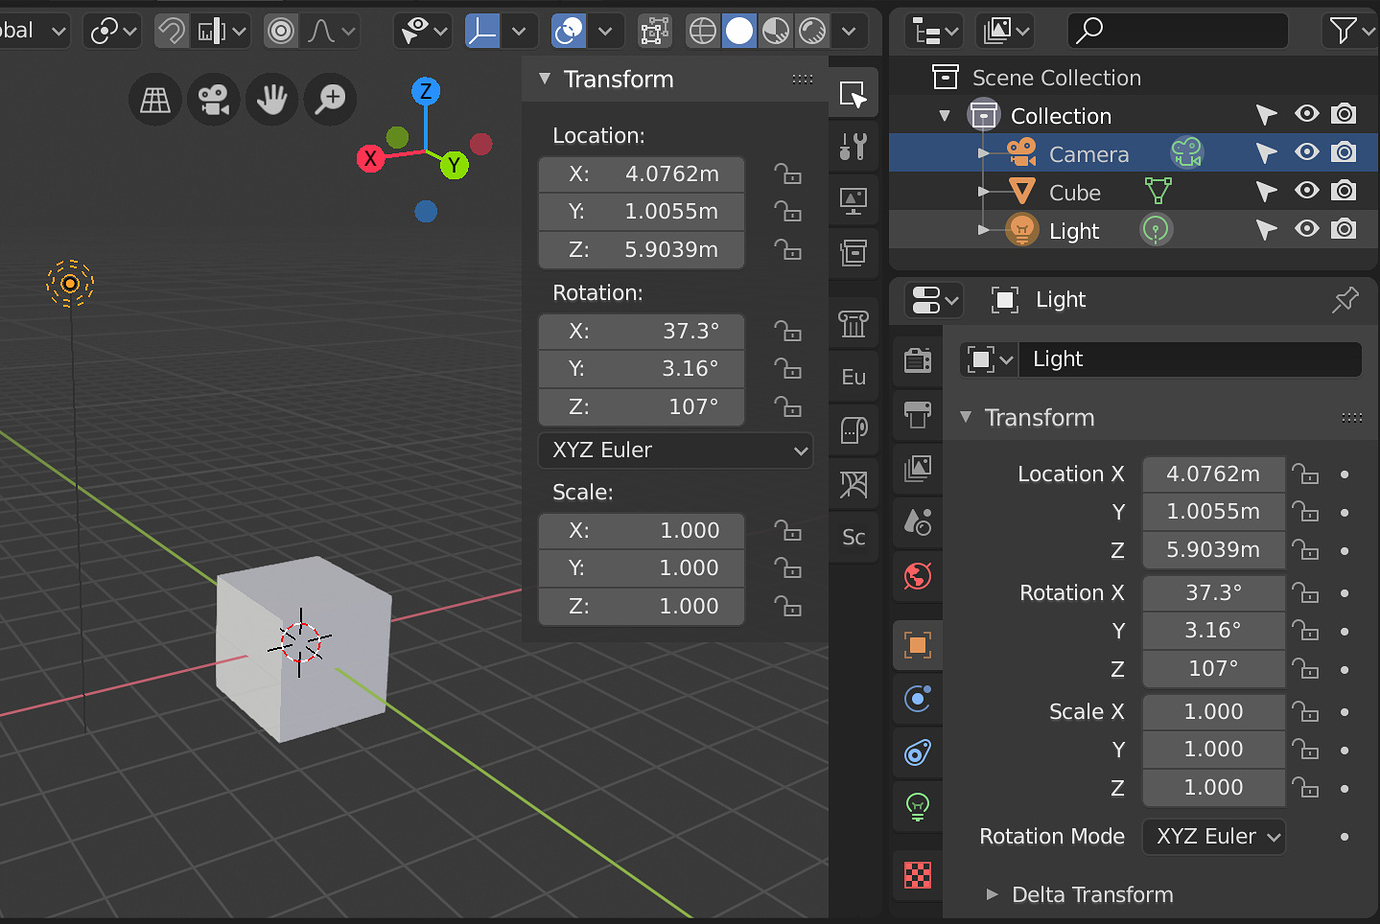 bal
Transform
Location:
X: 4.0762m
Y: 1.0055m
Z: 5.9039m
Rotation:
X: 37.3°
Y: 3.16°
Z: 107°
XYZ Euler
Scale:
X: 1.000
Y: 1.000
Z: 1.000
Z
X
Y
Eu
Sc
Scene Collection
Collection
Camera
Cube
Light
Light
Light
Transform
Location X 4.0762m
Y 1.0055m
Z 5.9039m
Rotation X 37.3°
Y 3.16°
Z 107°
Scale X 1.000
Y 1.000
Z 1.000
Rotation Mode XYZ Euler
Delta Transform